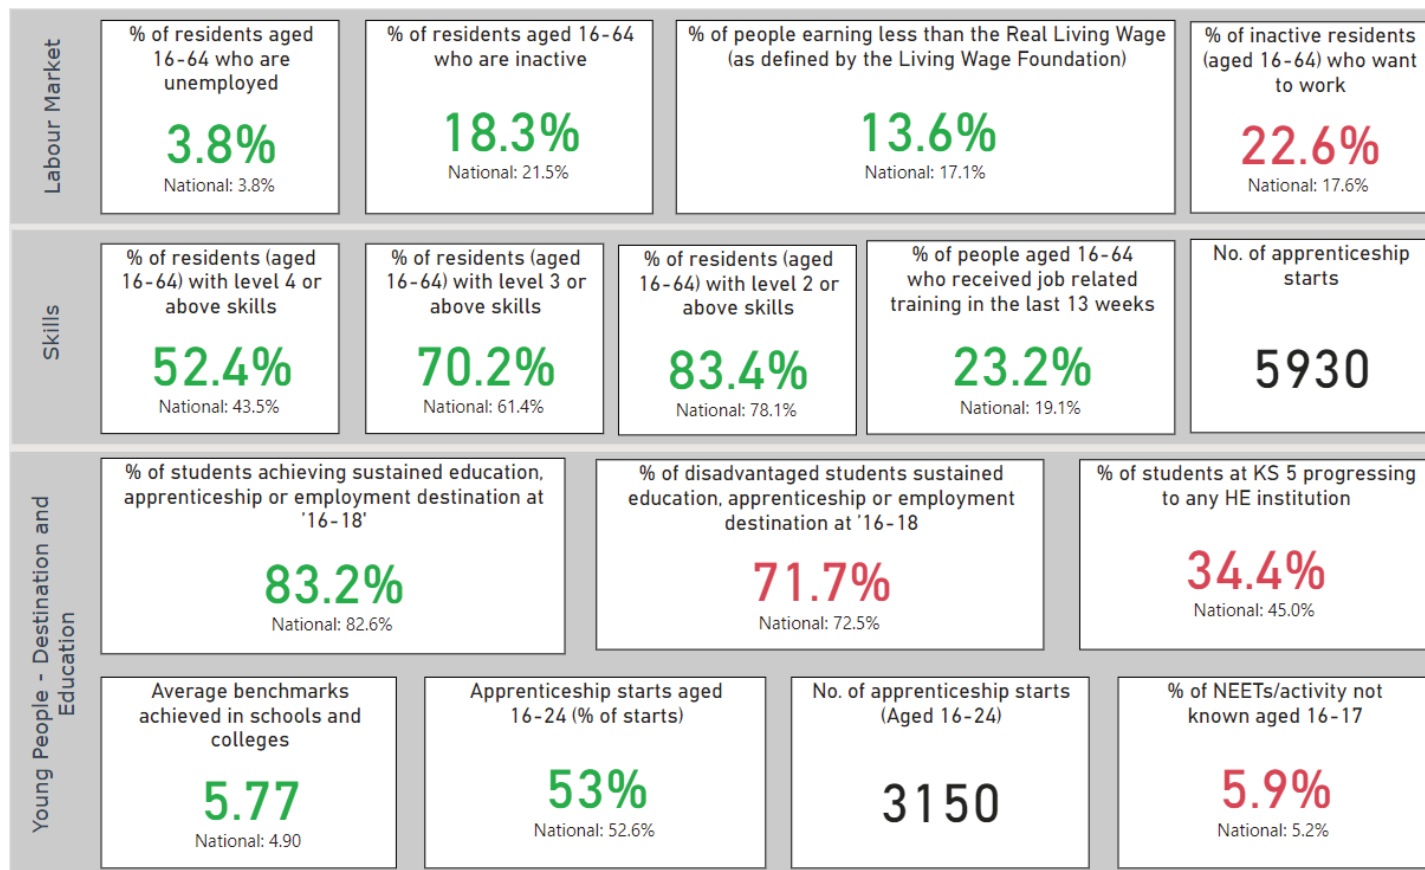 Labour Market
% of residents aged
16-64 who are
unemployed
3.8%
National: 3.8%
% of residents aged 16-64
who are inactive
18.3%
National: 21.5%
% of people earning less than the Real Living Wage
(as defined by the Living Wage Foundation)
13.6%
National: 17.1%
% of inactive residents
(aged 16-64) who want
to work
22.6%
National: 17.6%
Skills
% of residents (aged
16-64) with level 4 or
above skills
52.4%
National: 43.5%
% of residents (aged
16-64) with level 3 or
above skills
70.2%
National: 61.4%
% of residents (aged
16-64) with level 2 or
above skills
83.4%
National: 78.1%
% of people aged 16-64
who received job related
training in the last 13 weeks
23.2%
National: 19.1%
No. of apprenticeship
starts
5930
Young People - Destination and
Education
% of students achieving sustained education,
apprenticeship or employment destination at
'16-18'
83.2%
National: 82.6%
% of disadvantaged students sustained
education, apprenticeship or employment
destination at '16-18
71.7%
National: 72.5%
% of students at KS 5 progressing
to any HE institution
34.4%
National: 45.0%
Average benchmarks
achieved in schools and
colleges
5.77
National: 4.90
Apprenticeship starts aged
16-24 (% of starts)
53%
National: 52.6%
No. of apprenticeship starts
(Aged 16-24)
3150
% of NEETs/activity not
known aged 16-17
5.9%
National: 5.2%